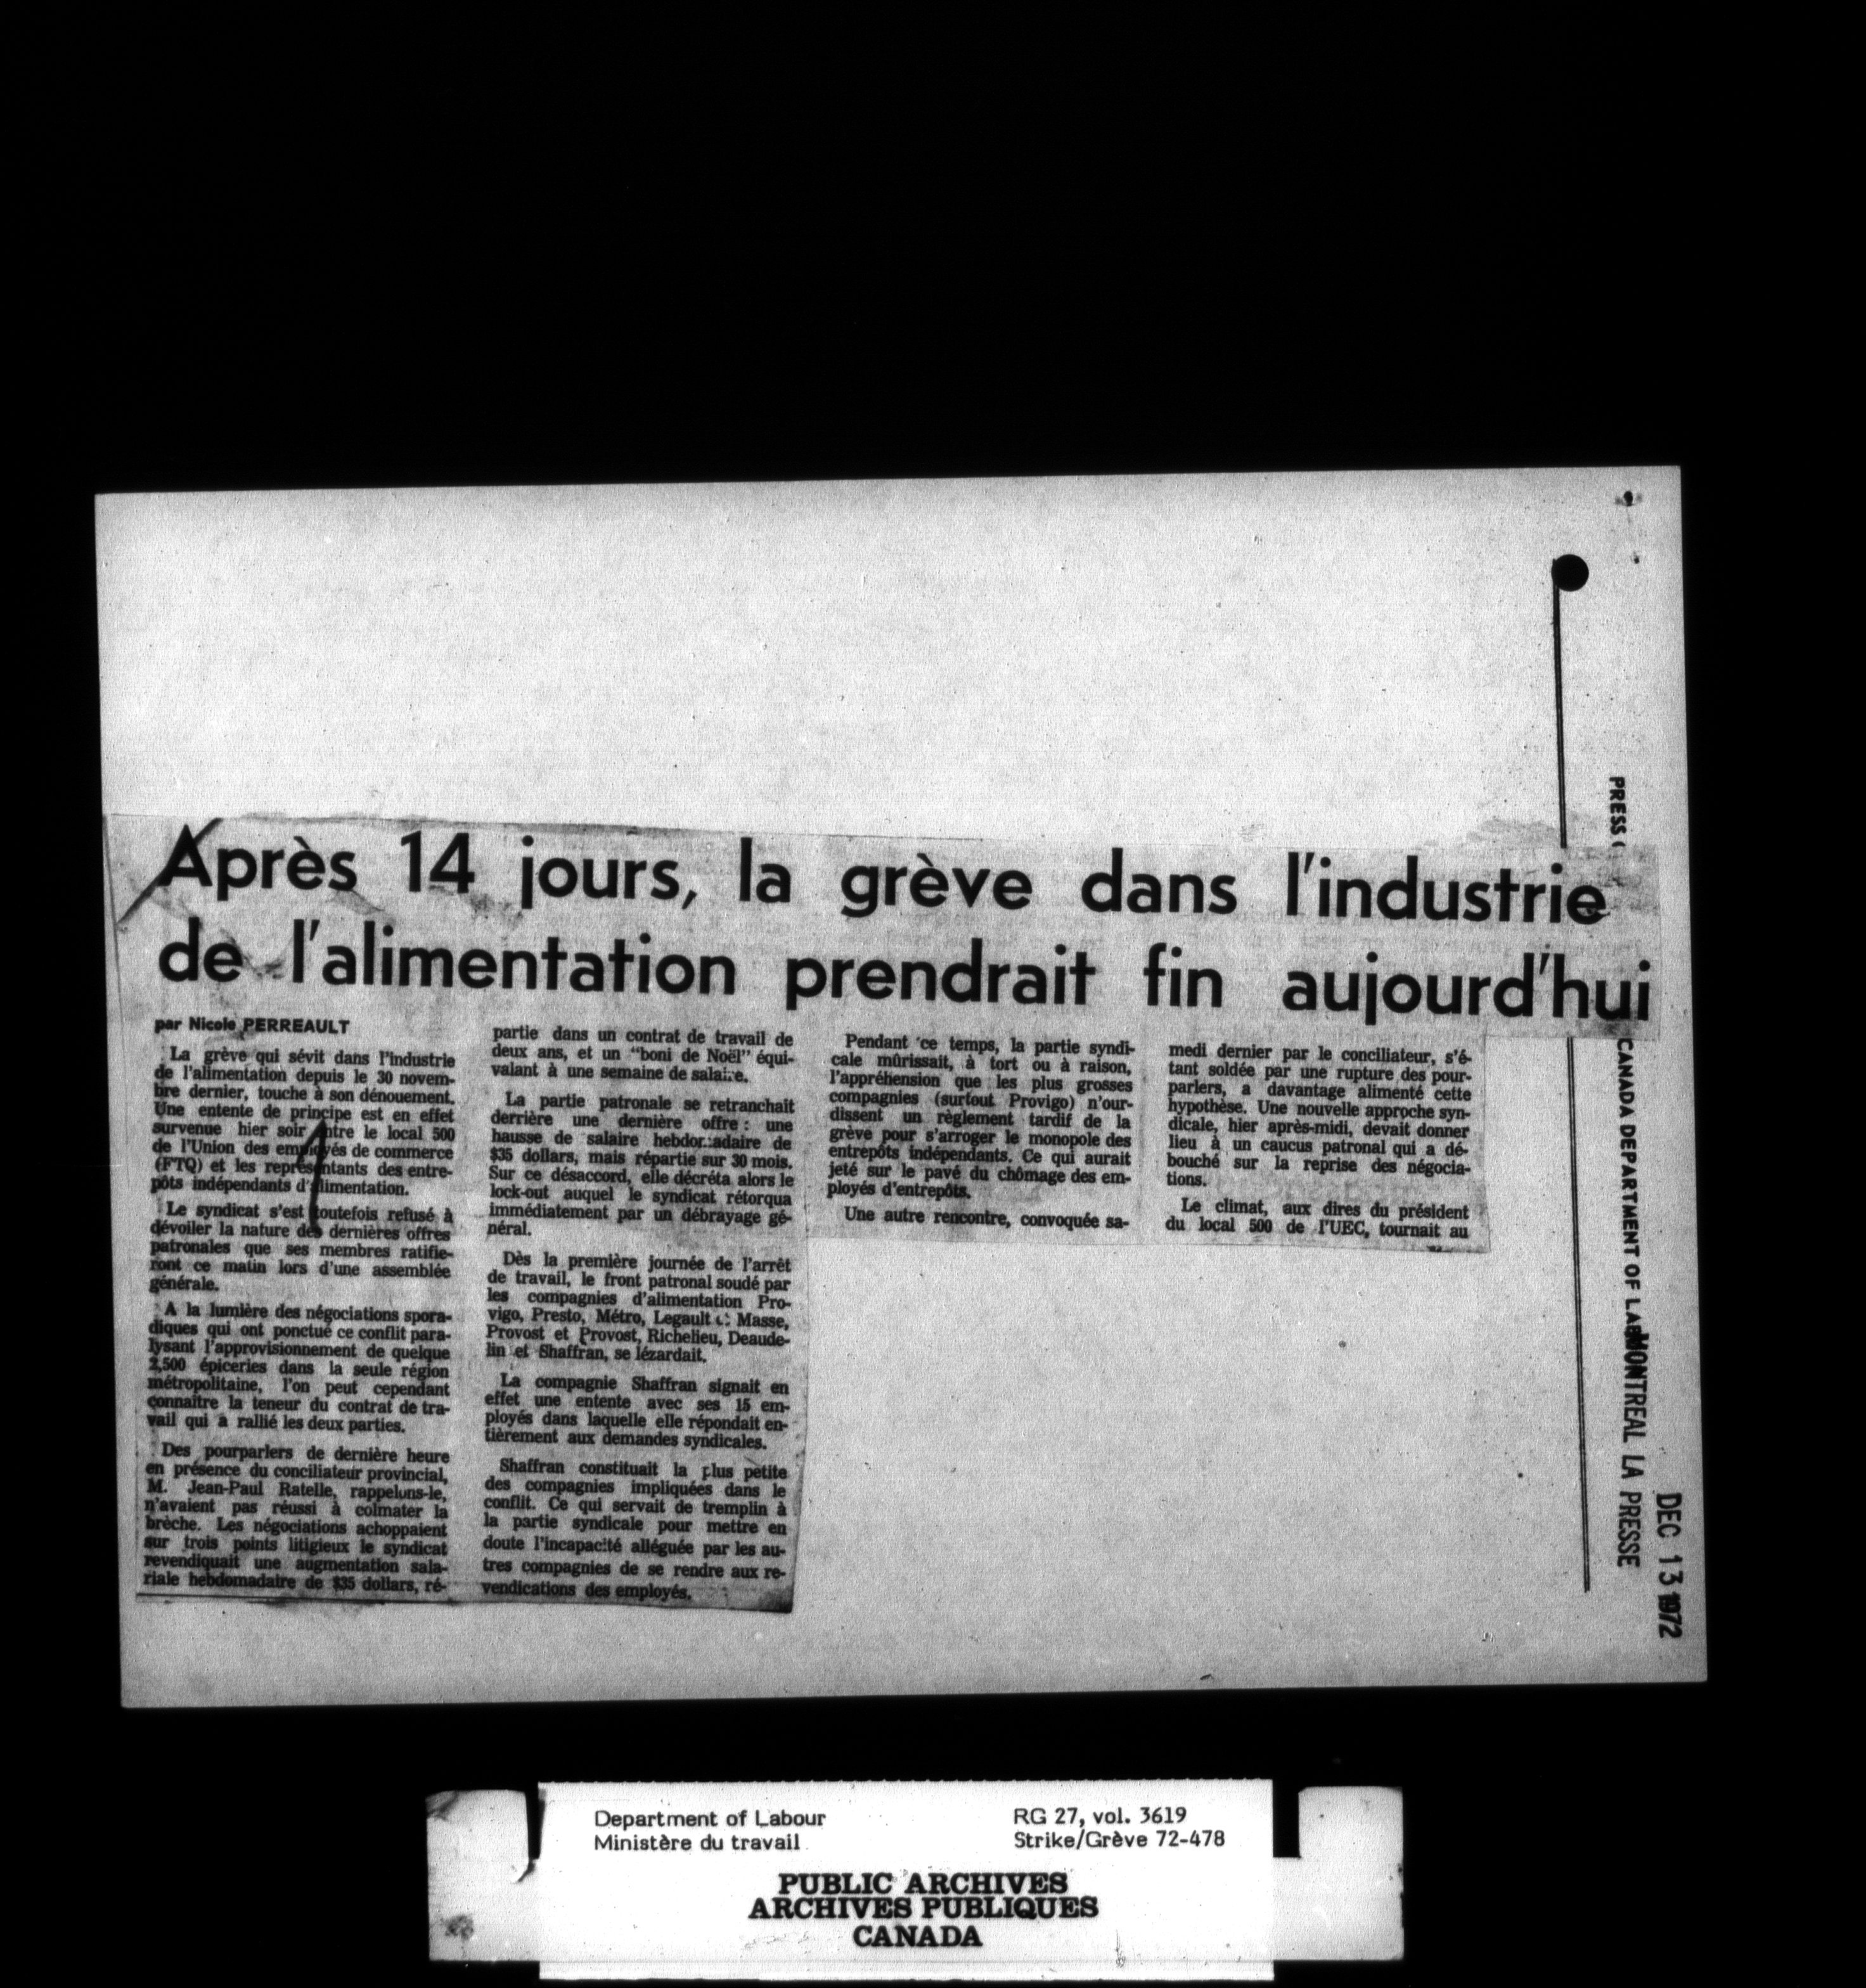 Après 14 jours, la grève dans l'industrie
de l'alimentation prendrait fin aujourd'hui
par Nicole PERREAULT
La grève qui sévit dans l'industrie
de l'alimentation depuis le 30 novem-
bre dernier, touche à son dénouement.
Une entente de principe est en effet
survenue hier soir entre le local 500
de l'Union des employés de commerce
(FTQ) et les représentants des entre-
pôts indépendants d'alimentation.
Le syndicat s'est toutefois refusé à
dévoiler la nature des dernières offres
patronales que ses membres ratifie-
ront ce matin lors d'une assemblée
générale.
A la lumière des négociations spora-
diques qui ont ponctué ce conflit para-
lysant l'approvisionnement de quelque
2,500 épiceries dans la seule région
métropolitaine, l'on peut cependant
connaître la teneur du contrat de tra-
vail qui a rallié les deux parties.
Des pourparlers de dernière heure
en présence du conciliateur provincial,
M. Jean-Paul Ratelle, rappelons-le,
n'avaient pas réussi à colmater la
brèche. Les négociations achoppaient
sur trois points litigieux le syndicat
revendiquait une augmentation sala-
riale hebdomadaire de $35 dollars, ré-
partie dans un contrat de travail de
deux ans, et un "boni de Noël" équi-
valant à une semaine de salaire.
La partie patronale se retranchait
derrière une dernière offre : une
hausse de salaire hebdomadaire de
$35 dollars, mais répartie sur 30 mois.
Sur ce désaccord, elle décréta alors le
lock-out auquel le syndicat rétorqua
immédiatement par un débrayage gé-
néral.
Dès la première journée de l'arrêt
de travail, le front patronal soudé par
les compagnies d'alimentation Pro-
vigo, Presto, Métro, Legault & Masse,
Provost et Provost, Richelieu, Deaude-
lin et Shaffran, se lézardait.
La compagnie Shaffran signait en
effet une entente avec ses 15 em-
ployés dans laquelle elle répondait en-
tièrement aux demandes syndicales.
Shaffran constituait la plus petite
des compagnies impliquées dans le
conflit. Ce qui servait de tremplin à
la partie syndicale pour mettre en
doute l'incapacité alléguée par les au-
tres compagnies de se rendre aux re-
vendications des employés.
Pendant ce temps, la partie syndi-
cale mûrissait, à tort ou à raison,
l'appréhension que les plus grosses
compagnies (surtout Provigo) n'our-
dissent un règlement tardif de la
grève pour s'arroger le monopole des
entrepôts indépendants. Ce qui aurait
jeté sur le pavé du chômage des em-
ployés d'entrepôts.
Une autre rencontre, convoquée sa-
medi dernier par le conciliateur, s'é-
tant soldée par une rupture des pour-
parlers, a davantage alimenté cette
hypothèse. Une nouvelle approche syn-
dicale, hier après-midi, devait donner
lieu à un caucus patronal qui a dé-
bouché sur la reprise des négocia-
tions.
Le climat, aux dires du président
du local 500 de l'UEC, tournait au
PRESS
CANADA DEPARTMENT OF
MONTREAL LA PRESSE
DEC 13 1972
Department of Labour
Ministère du travail
RG 27, vol. 3619
Strike/Grève 72-478
PUBLIC ARCHIVES
ARCHIVES PUBLIQUES
CANADA